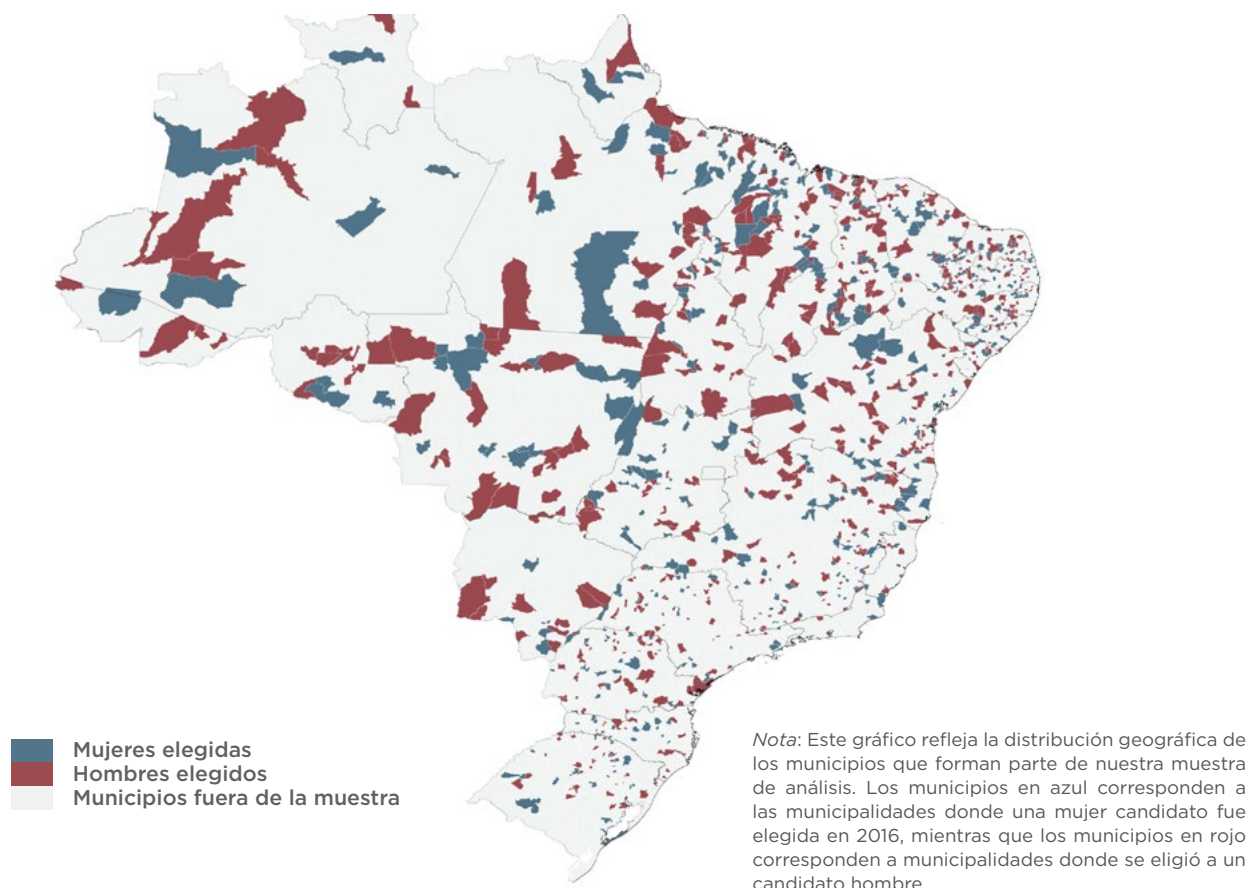 Mujeres elegidas
Hombres elegidos
Municipios fuera de la muestra
Nota: Este gráfico refleja la distribución geográfica de
los municipios que forman parte de nuestra muestra
de análisis. Los municipios en azul corresponden a
las municipalidades donde una mujer candidato fue
elegida en 2016, mientras que los municipios en rojo
corresponden a municipalidades donde se eligió a un
candidato hombre.